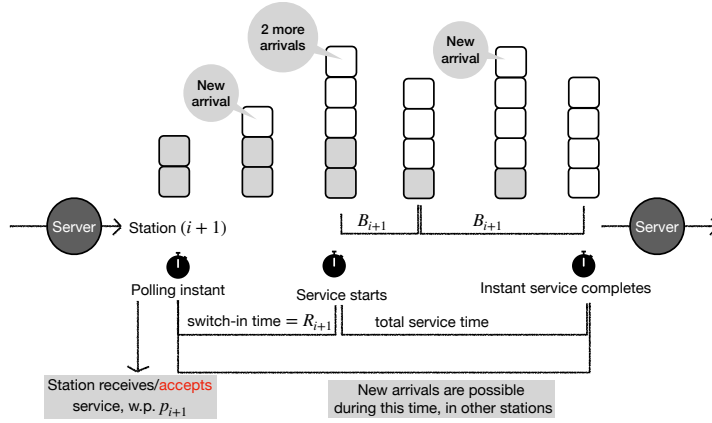 2 more
arrivals
New
arrival
New
arrival
Server
Station (i + 1)
B_{i+1}
B_{i+1}
Server
Polling instant
Service starts
Instant service completes
switch-in time = R_{i+1}
total service time
Station receives/accepts
service, w.p. p_{i+1}
New arrivals are possible
during this time, in other stations